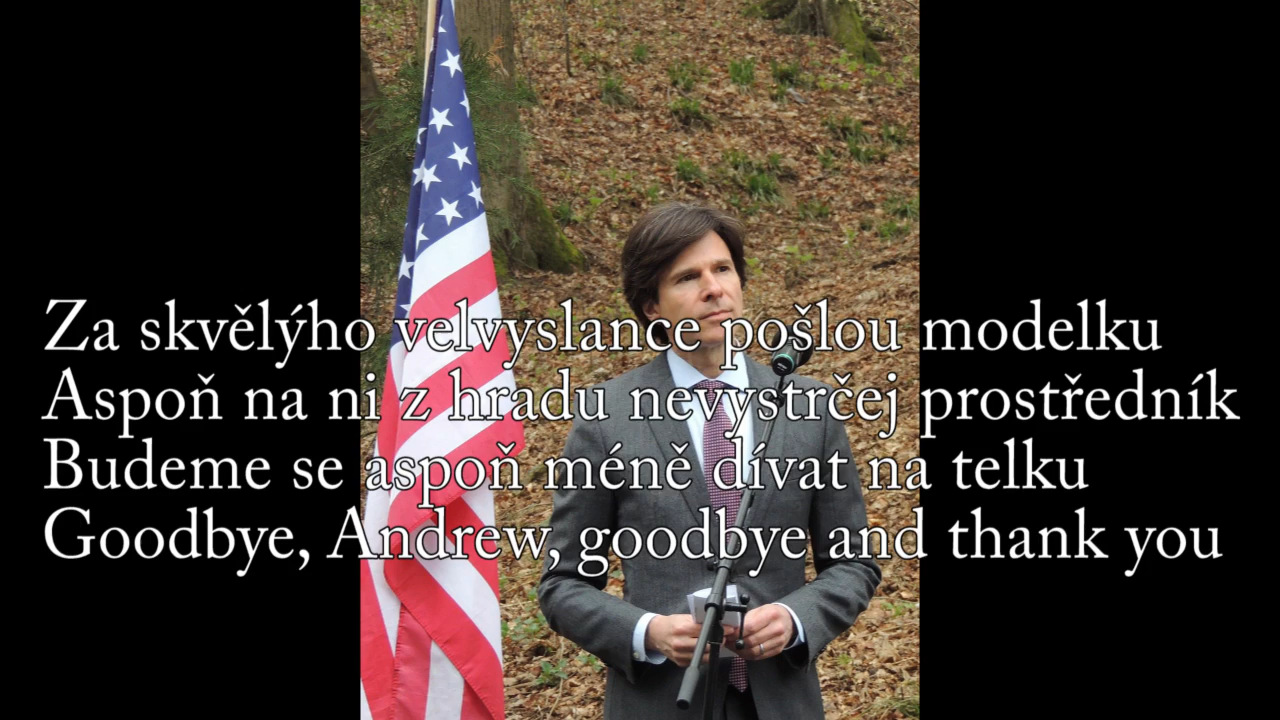 Za skvělýho velvyslance pošlou modelku
Aspoň na ni z hradu nevystrčej prostředník
Budeme se aspoň méně dívat na telku
Goodbye, Andrew, goodbye and thank you